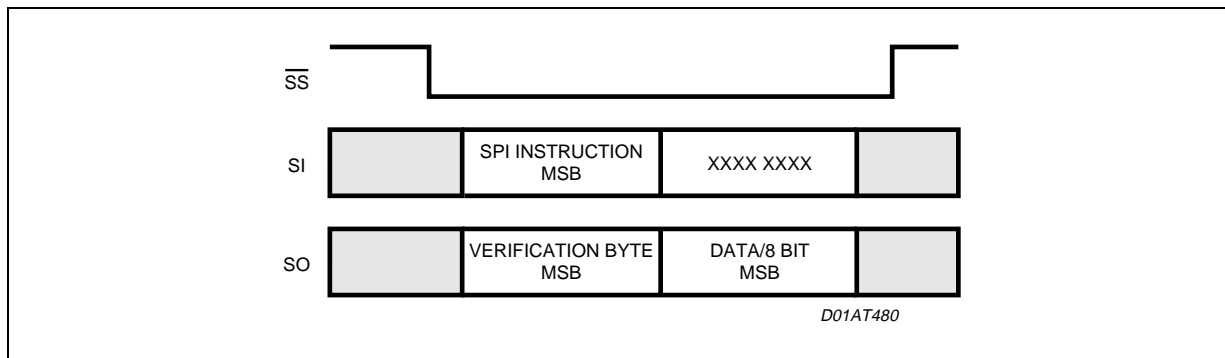 SS
SI
SPI INSTRUCTION
MSB
XXXX XXXX
SO
VERIFICATION BYTE
MSB
DATA/8 BIT
MSB
D01AT480